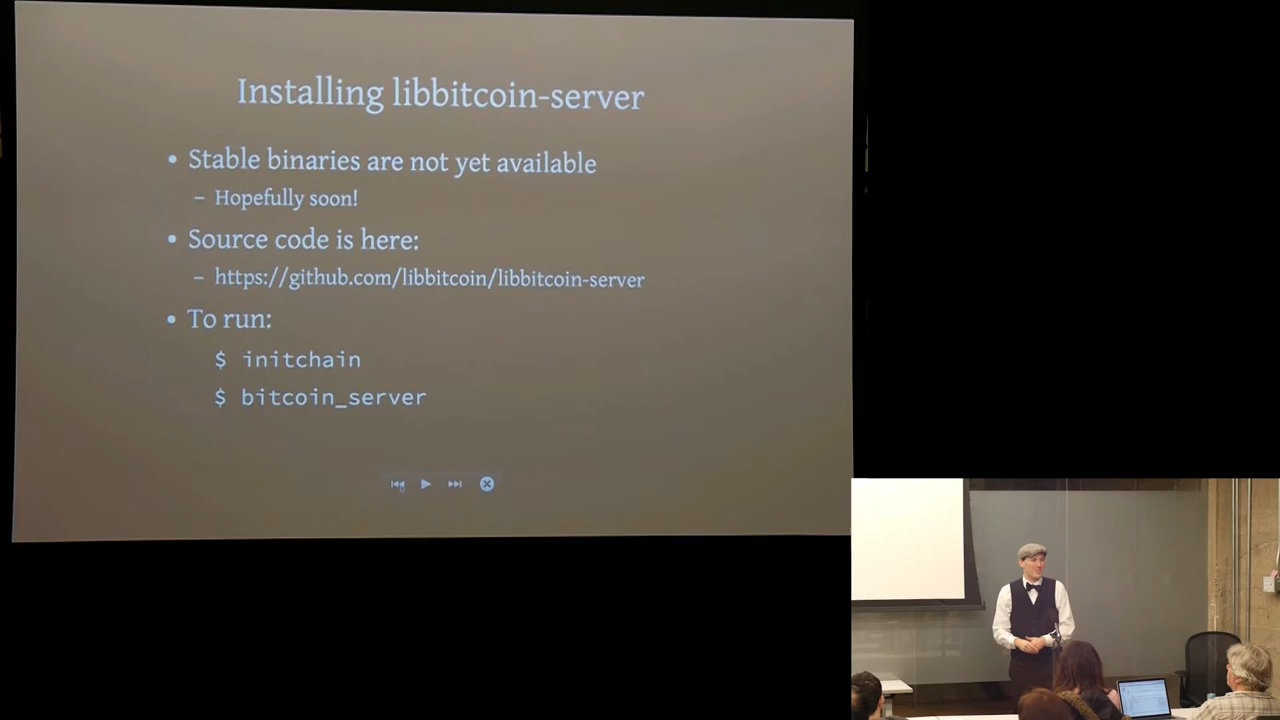 Installing libbitcoin-server
• Stable binaries are not yet available
– Hopefully soon!
• Source code is here:
– https://github.com/libbitcoin/libbitcoin-server
• To run:
$ initchain
$ bitcoin_server